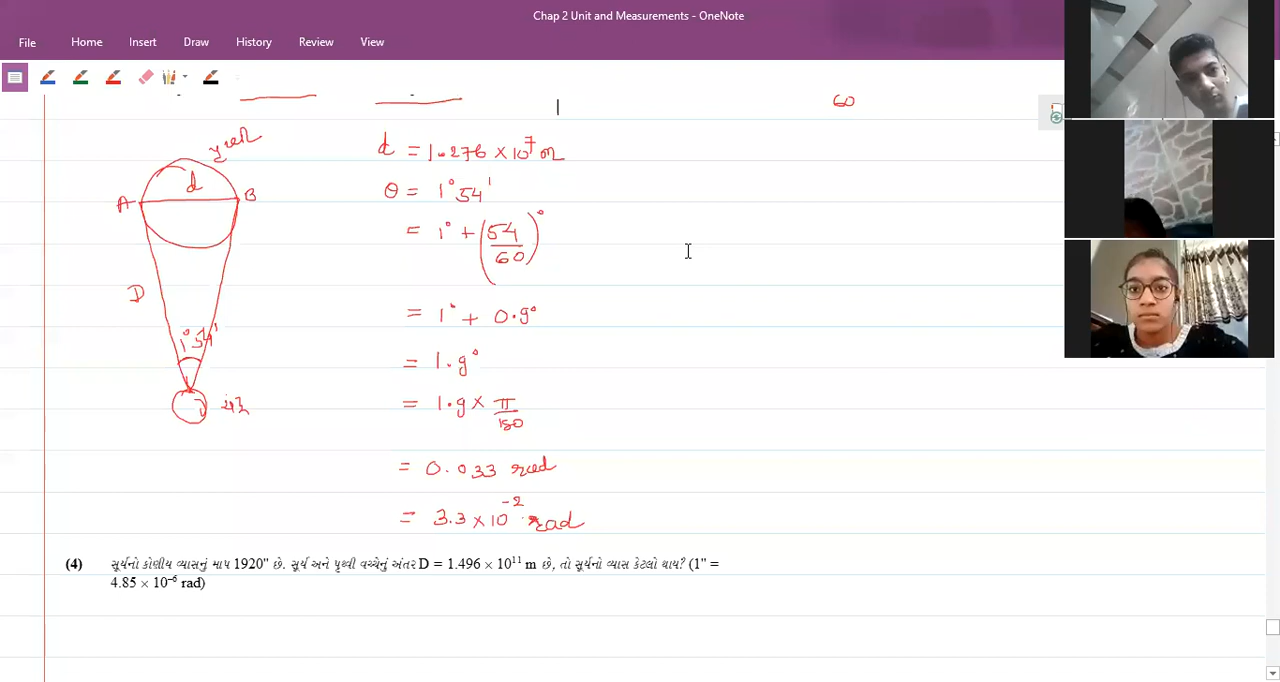 Chap 2 Unit and Measurements - OneNote
File Home Insert Draw History Review View
60
પૃથ્વી
d = 1.276 × 10⁷ m
A d B
θ = 1° 54'
= 1° + (54/60)°
D
= 1° + 0.9°
1° 54'
= 1.9°
= 1.9 × π/180
ચંદ્ર
= 0.033 rad
= 3.3 × 10⁻² rad
(4) સૂર્યનો કોણીય વ્યાસનું માપ 1920" છે. સૂર્ય અને પૃથ્વી વચ્ચેનું અંતર D = 1.496 × 10¹¹ m છે, તો સૂર્યનો વ્યાસ કેટલો થાય? (1" =
4.85 × 10⁻⁶ rad)